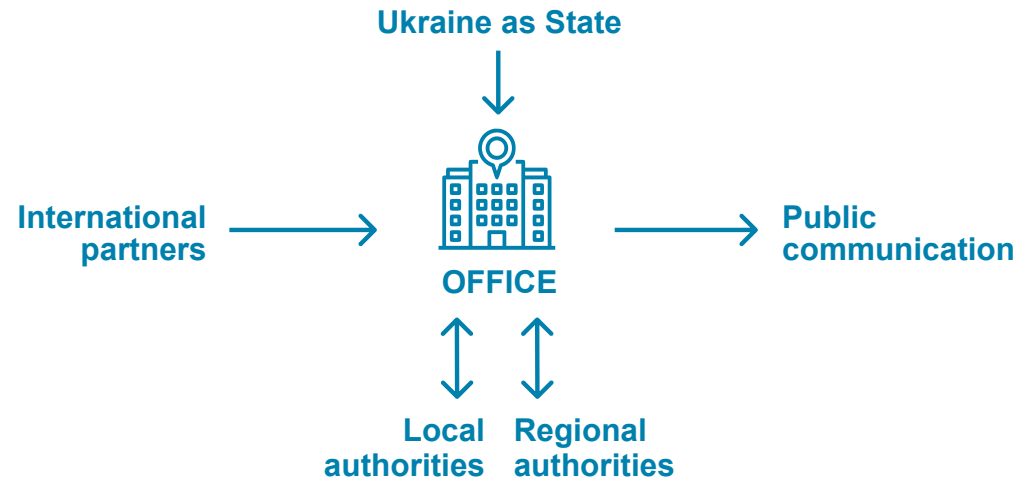 Ukraine as State
International
partners
OFFICE
Public
communication
Local
authorities
Regional
authorities